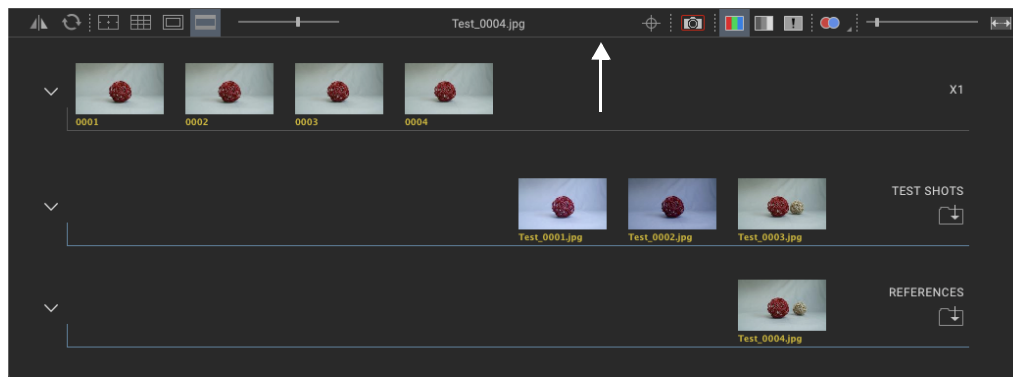 Test_0004.jpg
X1
0001
0002
0003
0004
TEST SHOTS
Test_0001.jpg
Test_0002.jpg
Test_0003.jpg
REFERENCES
Test_0004.jpg